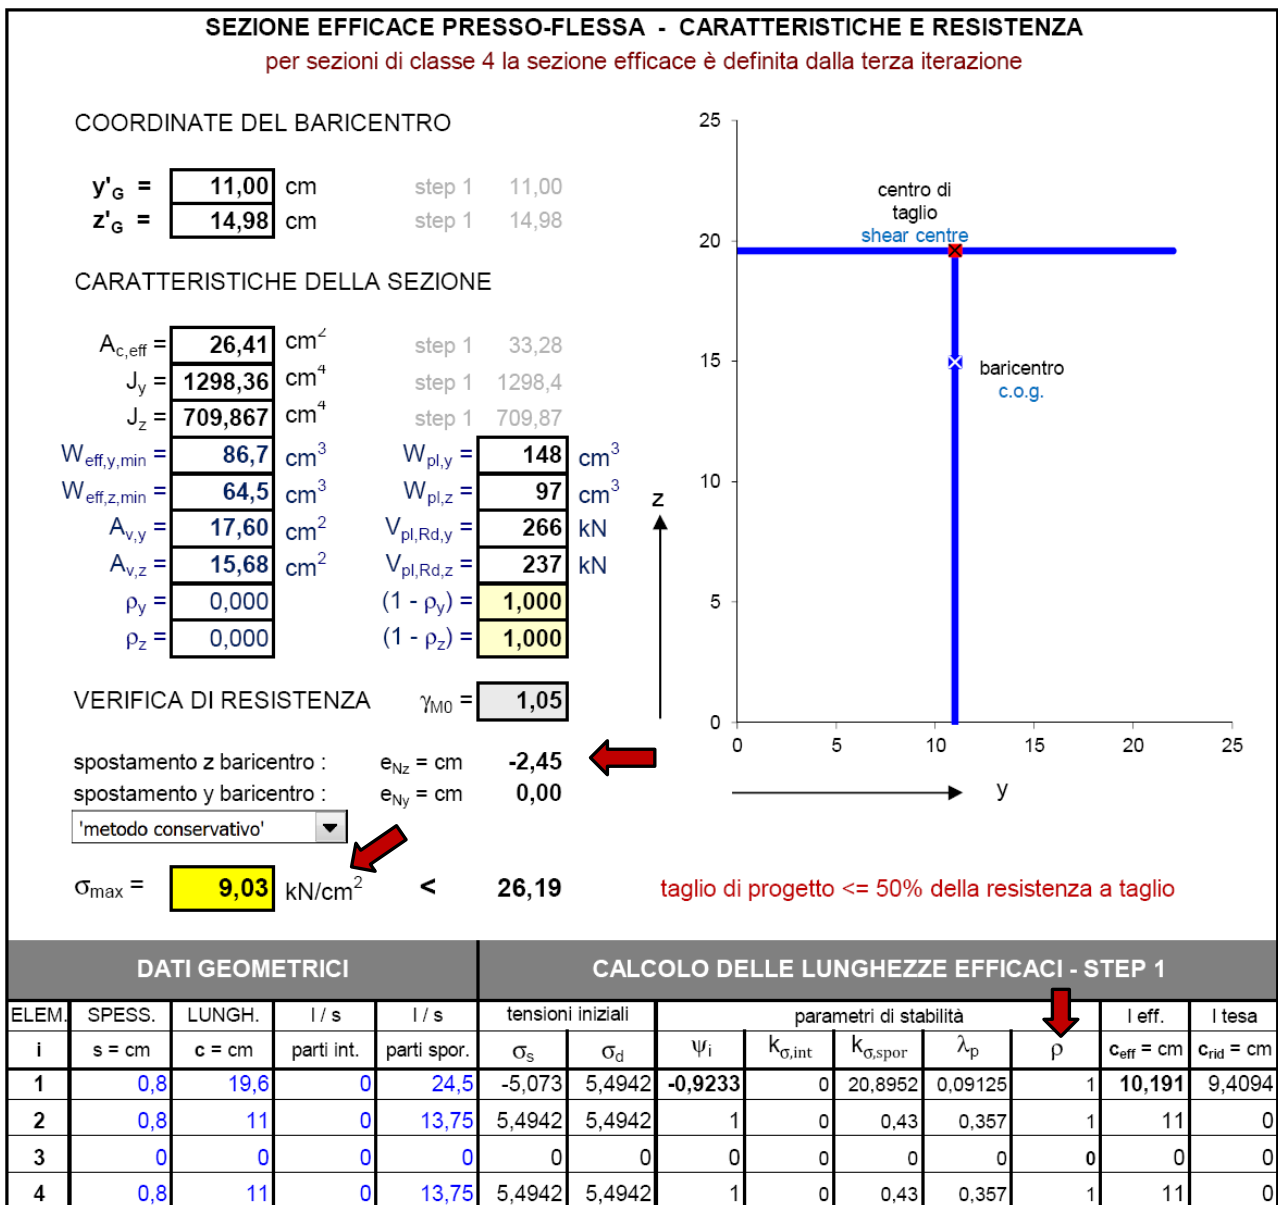 SEZIONE EFFICACE PRESSO-FLESSA - CARATTERISTICHE E RESISTENZA
per sezioni di classe 4 la sezione efficace è definita dalla terza iterazione
COORDINATE DEL BARICENTRO
y'G = 11,00 cm step 1 11,00
z'G = 14,98 cm step 1 14,98
CARATTERISTICHE DELLA SEZIONE
Ac,eff = 26,41 cm2 step 1 33,28
Jy = 1298,36 cm4 step 1 1298,4
Jz = 709,867 cm4 step 1 709,87
Weff,y,min = 86,7 cm3 Wpl,y = 148 cm3
Weff,z,min = 64,5 cm3 Wpl,z = 97 cm3
Av,y = 17,60 cm2 Vpl,Rd,y = 266 kN
Av,z = 15,68 cm2 Vpl,Rd,z = 237 kN
ρy = 0,000 (1 - ρy) = 1,000
ρz = 0,000 (1 - ρz) = 1,000
VERIFICA DI RESISTENZA γM0 = 1,05
spostamento z baricentro : eNz = cm -2,45
spostamento y baricentro : eNy = cm 0,00
'metodo conservativo'
σmax = 9,03 kN/cm2 < 26,19 taglio di progetto <= 50% della resistenza a taglio
25
20
15
10
5
0
0 5 10 15 20 25
z
y
centro di
taglio
shear centre
baricentro
c.o.g.
DATI GEOMETRICI CALCOLO DELLE LUNGHEZZE EFFICACI - STEP 1
ELEM. SPESS. LUNGH. l / s l / s tensioni iniziali parametri di stabilità l eff. l tesa
i s = cm c = cm parti int. parti spor. σs σd ψi kσ,int kσ,spor λp ρ ceff = cm crid = cm
1 0,8 19,6 0 24,5 -5,073 5,4942 -0,9233 0 20,8952 0,09125 1 10,191 9,4094
2 0,8 11 0 13,75 5,4942 5,4942 1 0 0,43 0,357 1 11 0
3 0 0 0 0 0 0 0 0 0 0 0 0 0
4 0,8 11 0 13,75 5,4942 5,4942 1 0 0,43 0,357 1 11 0